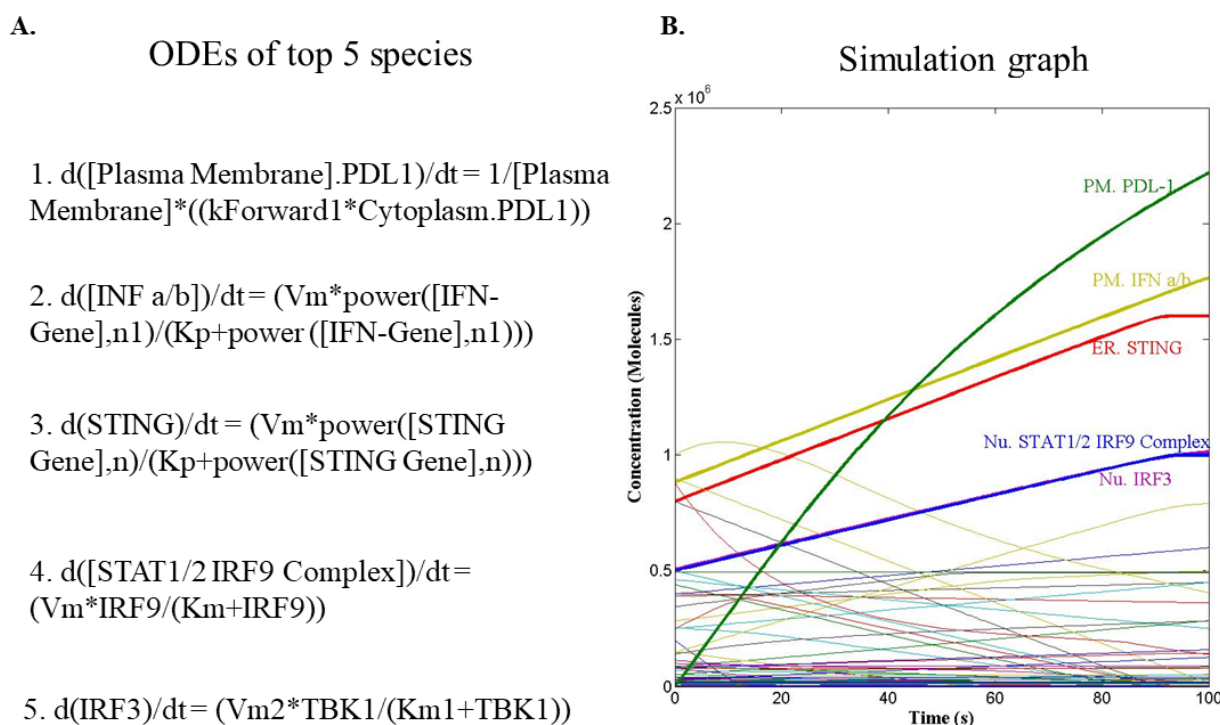 A.
ODEs of top 5 species
1. d([Plasma Membrane].PDL1)/dt = 1/[Plasma
Membrane]*((kForward1*Cytoplasm.PDL1))
2. d([INF a/b])/dt= (Vm*power([IFN-
Gene],n1)/(Kp+power ([IFN-Gene],n1)))
3. d(STING)/dt = (Vm*power([STING
Gene],n)/(Kp+power([STING Gene],n)))
4. d([STAT1/2 IRF9 Complex])/dt=
(Vm*IRF9/(Km+IRF9))
5. d(IRF3)/dt= (Vm2*TBK1/(Km1+TBK1))
B.
Simulation graph
x 10^6
2.5
2
1.5
1
0.5
0
Concentration (Molecules)
PM. PDL-1
PM. IFN a/b
ER. STING
Nu. STAT1/2 IRF9 Complex
Nu. IRF3
0 20 40 60 80 100
Time (s)